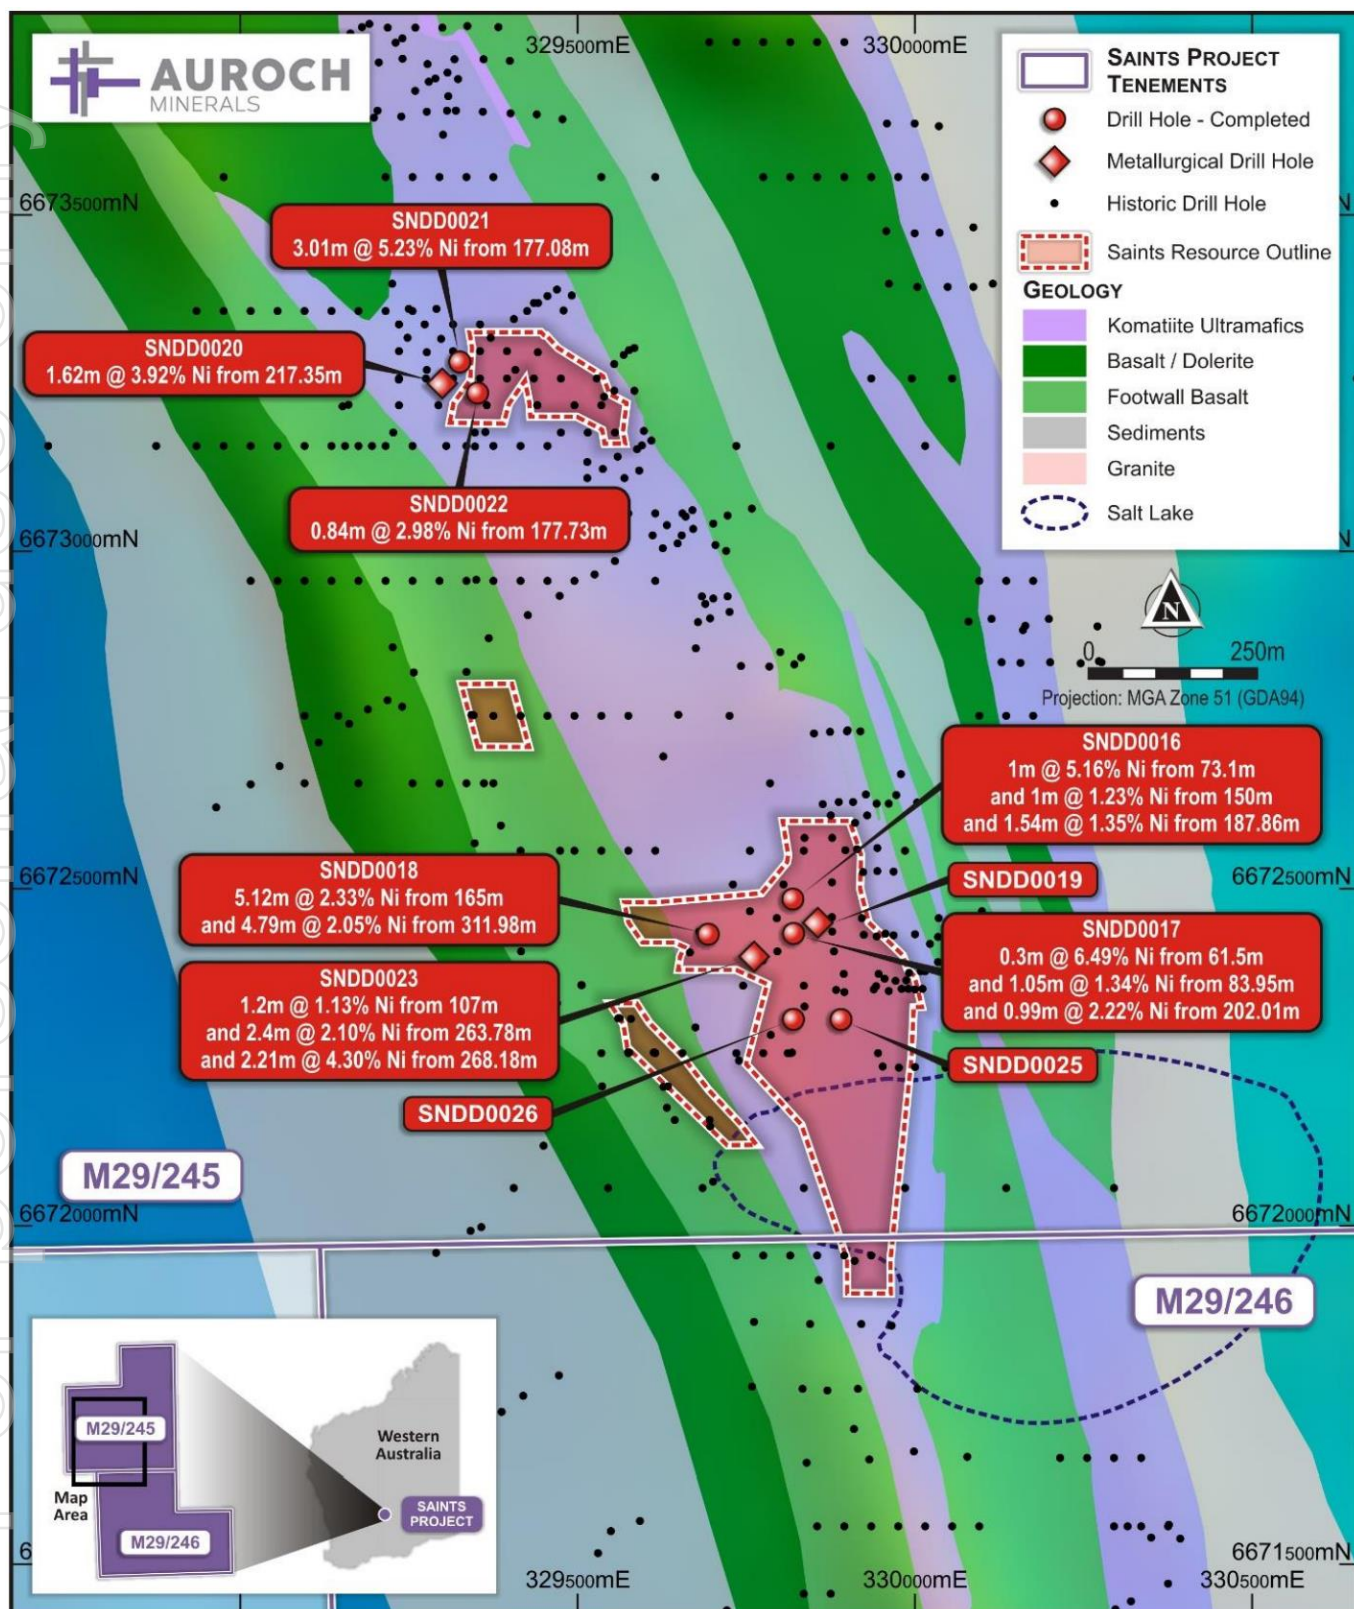 329500mE
330000mE
AUROCH
MINERALS
SAINTS PROJECT
TENEMENTS
Drill Hole - Completed
Metallurgical Drill Hole
Historic Drill Hole
Saints Resource Outline
GEOLOGY
Komatiite Ultramafics
Basalt / Dolerite
Footwall Basalt
Sediments
Granite
Salt Lake
6673500mN
SNDD0021
3.01m @ 5.23% Ni from 177.08m
SNDD0020
1.62m @ 3.92% Ni from 217.35m
SNDD0022
0.84m @ 2.98% Ni from 177.73m
6673000mN
N
0 250m
Projection: MGA Zone 51 (GDA94)
SNDD0016
1m @ 5.16% Ni from 73.1m
and 1m @ 1.23% Ni from 150m
and 1.54m @ 1.35% Ni from 187.86m
6672500mN
6672500mN
SNDD0018
5.12m @ 2.33% Ni from 165m
and 4.79m @ 2.05% Ni from 311.98m
SNDD0019
SNDD0017
0.3m @ 6.49% Ni from 61.5m
and 1.05m @ 1.34% Ni from 83.95m
and 0.99m @ 2.22% Ni from 202.01m
SNDD0023
1.2m @ 1.13% Ni from 107m
and 2.4m @ 2.10% Ni from 263.78m
and 2.21m @ 4.30% Ni from 268.18m
SNDD0025
SNDD0026
M29/245
6672000mN
6672000mN
M29/246
M29/245
Map
Area
M29/246
Western
Australia
SAINTS
PROJECT
6671500mN
329500mE
330000mE
330500mE